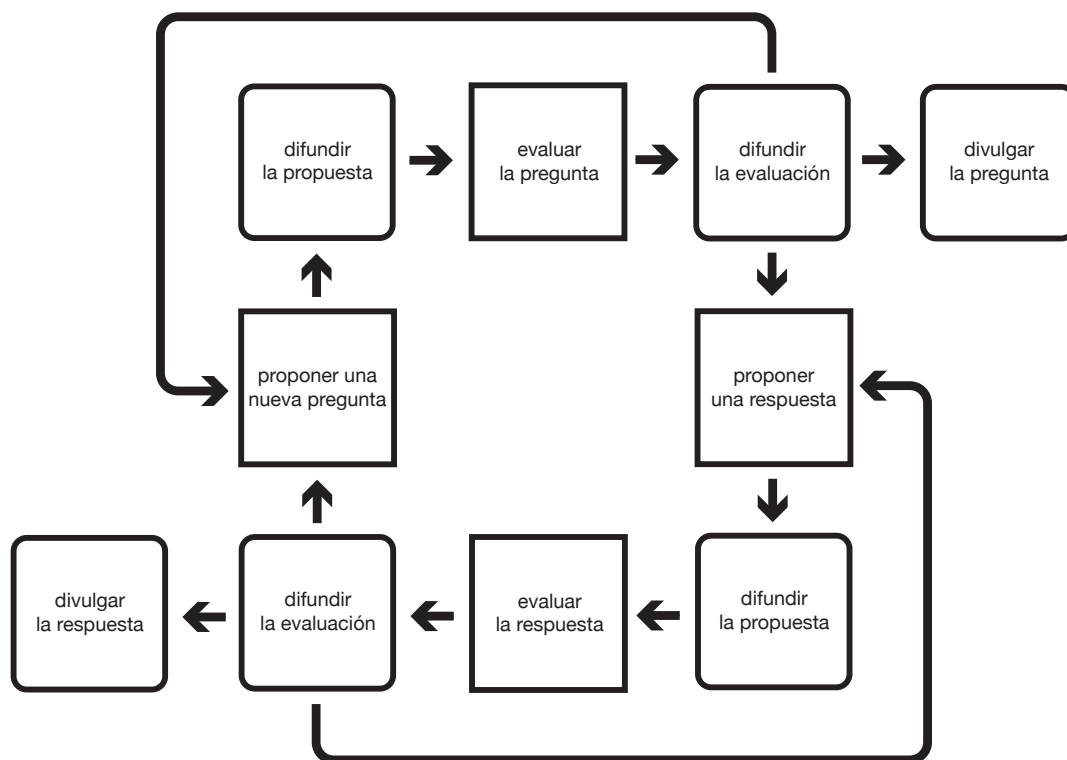 difundir
la propuesta
evaluar
la pregunta
difundir
la evaluación
divulgar
la pregunta
proponer una
nueva pregunta
proponer
una respuesta
divulgar
la respuesta
difundir
la evaluación
evaluar
la respuesta
difundir
la propuesta